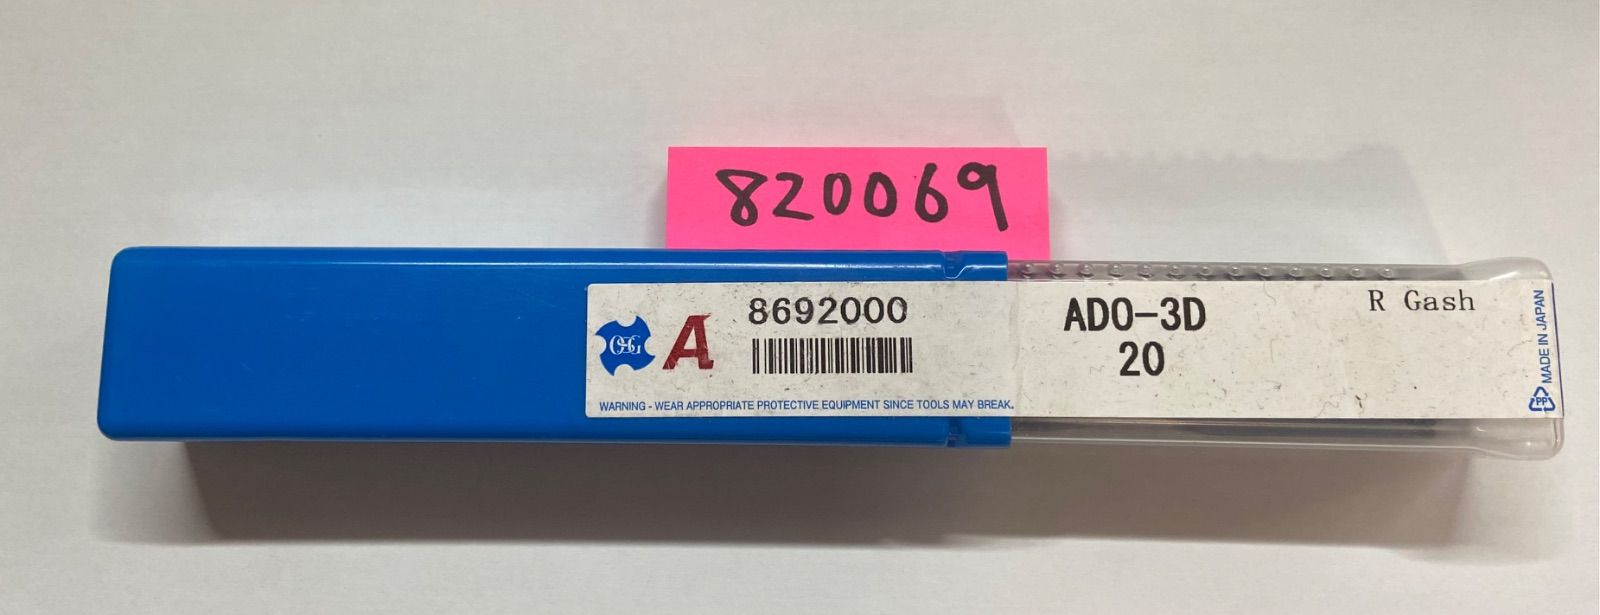 820069
OSG A 8692000
WARNING - WEAR APPROPRIATE PROTECTIVE EQUIPMENT SINCE TOOLS MAY BREAK.
ADO-3D
20
R Gash
MADE IN JAPAN
PP